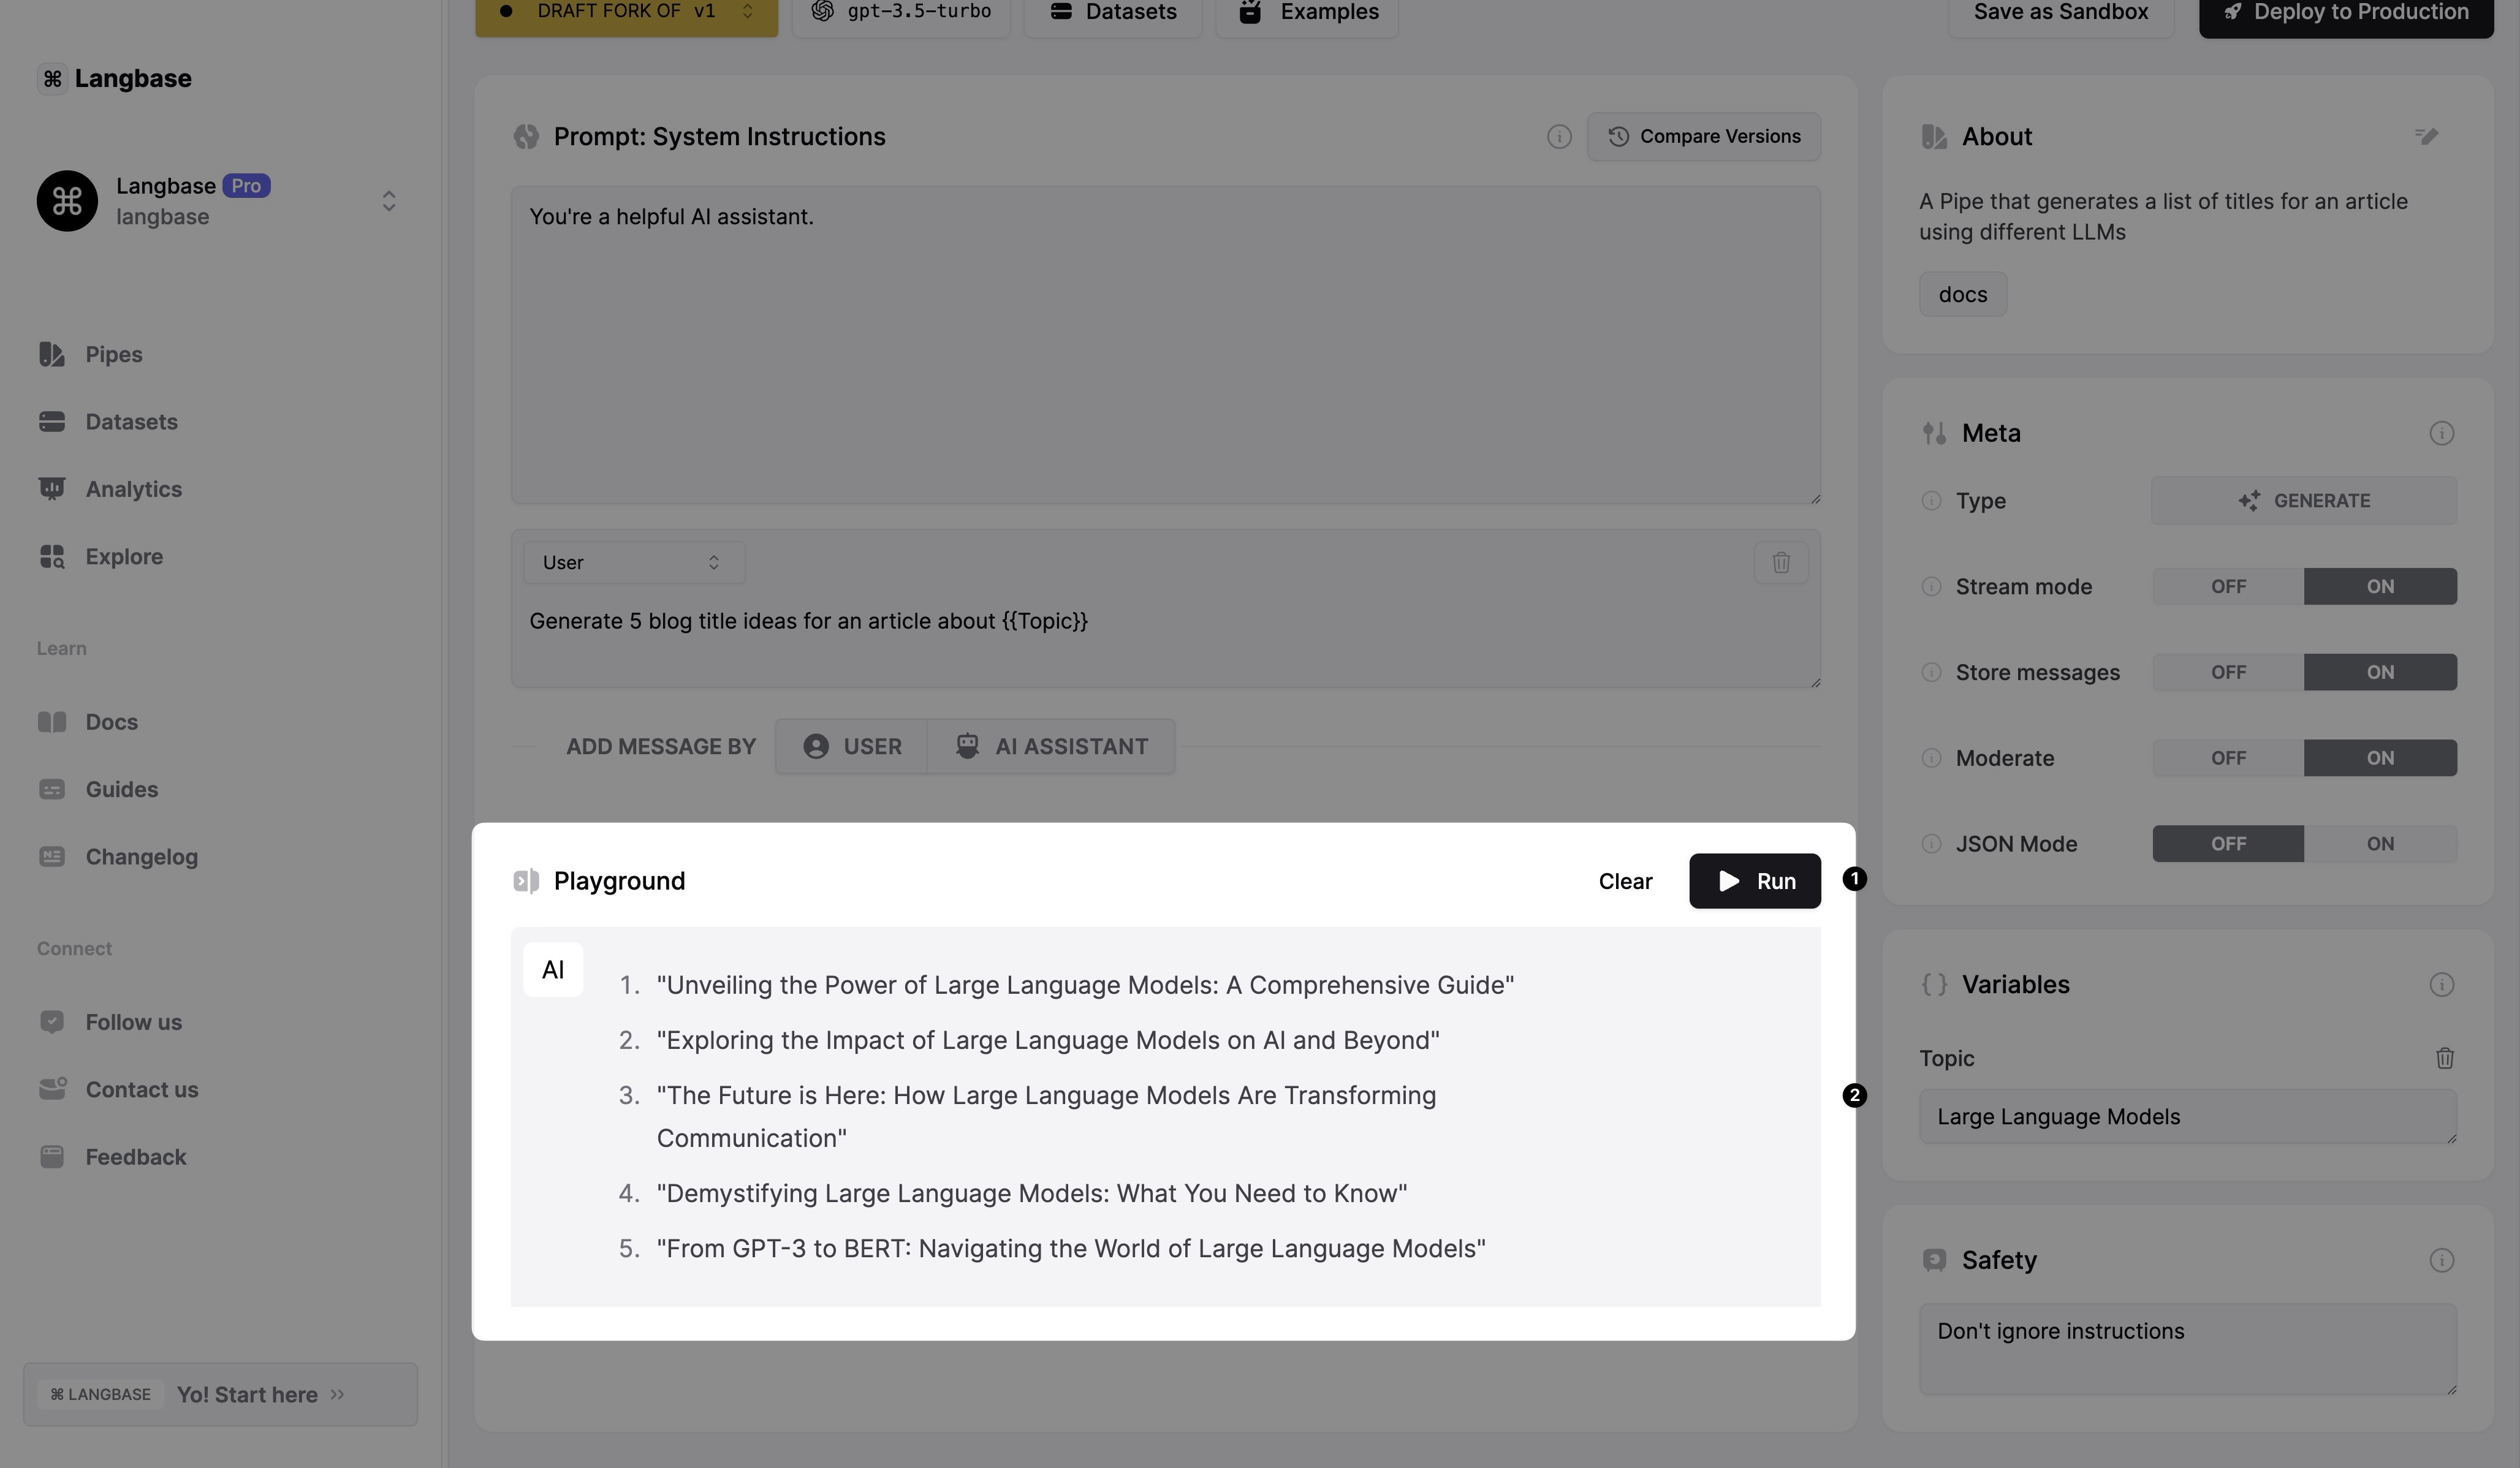 DRAFT FORK OF v1
gpt-3.5-turbo
Datasets
Examples
Save as Sandbox
Deploy to Production
⌘ Langbase
Langbase Pro
langbase
Pipes
Datasets
Analytics
Explore
Learn
Docs
Guides
Changelog
Connect
Follow us
Contact us
Feedback
⌘ LANGBASE Yo! Start here
Prompt: System Instructions
Compare Versions
You're a helpful AI assistant.
User
Generate 5 blog title ideas for an article about {{Topic}}
ADD MESSAGE BY USER AI ASSISTANT
Playground
Clear
Run
1
AI
1. "Unveiling the Power of Large Language Models: A Comprehensive Guide"
2. "Exploring the Impact of Large Language Models on AI and Beyond"
3. "The Future is Here: How Large Language Models Are Transforming
Communication"
4. "Demystifying Large Language Models: What You Need to Know"
5. "From GPT-3 to BERT: Navigating the World of Large Language Models"
2
About
A Pipe that generates a list of titles for an article
using different LLMs
docs
Meta
Type GENERATE
Stream mode OFF ON
Store messages OFF ON
Moderate OFF ON
JSON Mode OFF ON
Variables
Topic
Large Language Models
Safety
Don't ignore instructions